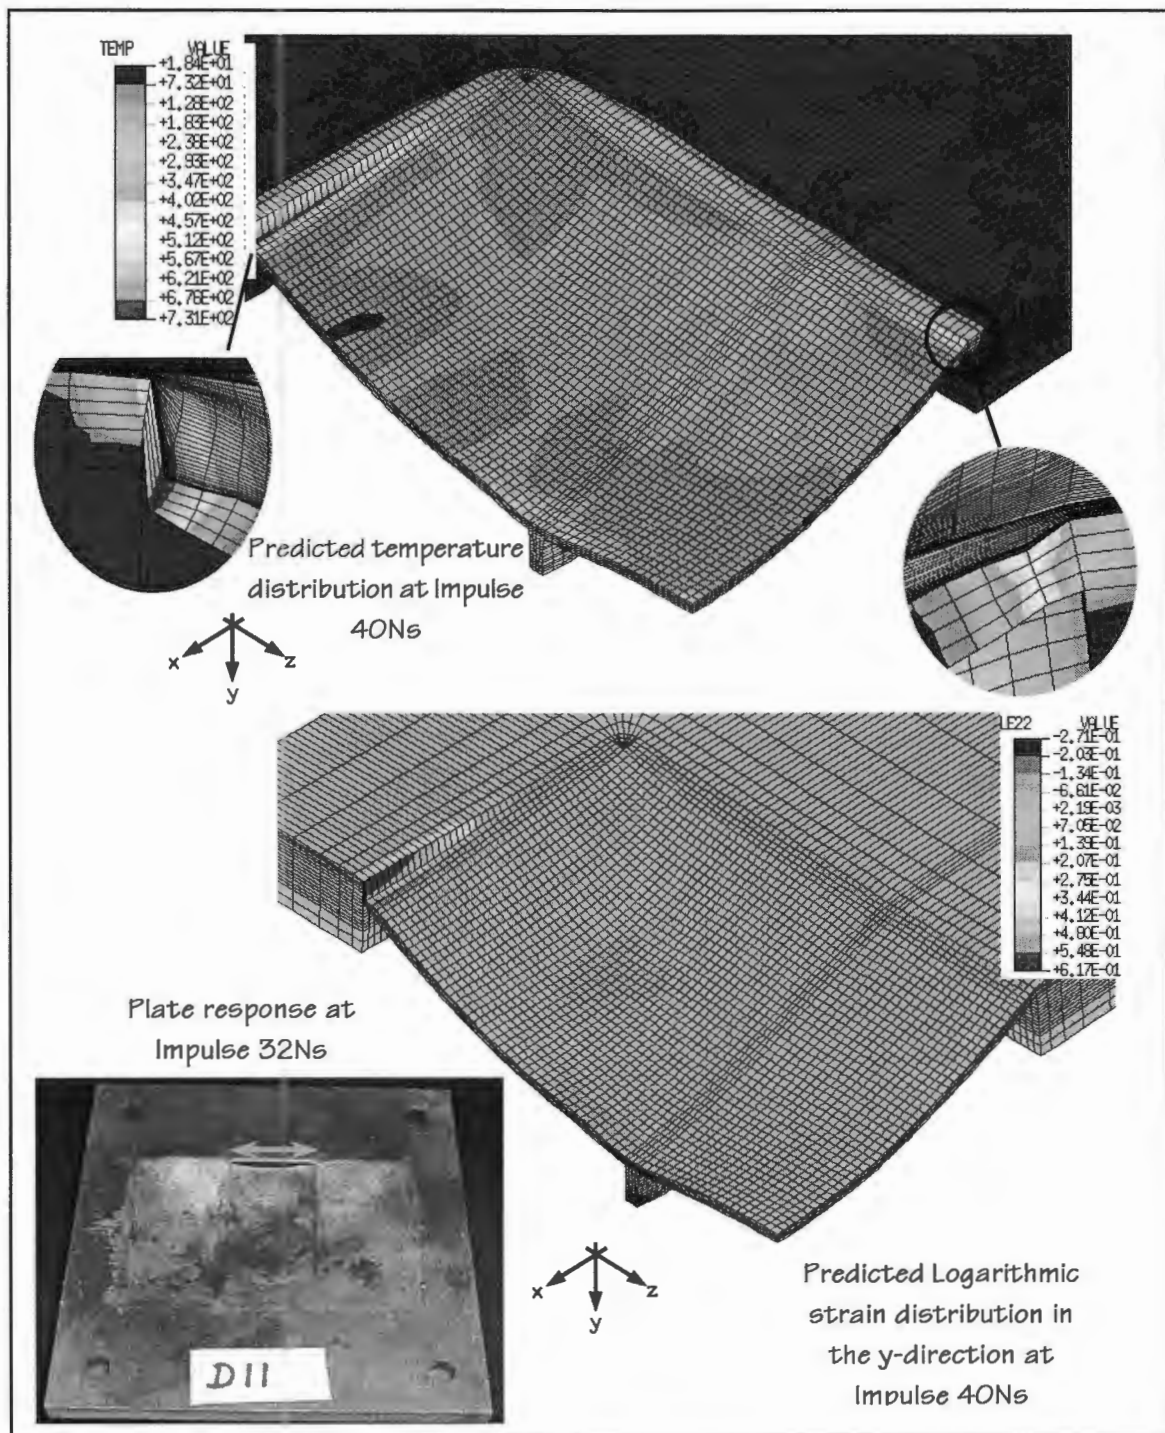 TEMP VALUE
+1.84E+01
+7.32E+01
+1.28E+02
+1.83E+02
+2.38E+02
+2.93E+02
+3.47E+02
+4.02E+02
+4.57E+02
+5.12E+02
+5.67E+02
+6.21E+02
+6.76E+02
+7.31E+02
Predicted temperature
distribution at Impulse
40Ns
x
z
y
LE22 VALUE
-2.71E-01
-2.03E-01
-1.34E-01
-6.61E-02
+2.19E-03
+7.05E-02
+1.39E-01
+2.07E-01
+2.75E-01
+3.44E-01
+4.12E-01
+4.80E-01
+5.48E-01
+6.17E-01
Plate response at
Impulse 32Ns
D11
x
z
y
Predicted Logarithmic
strain distribution in
the y-direction at
Impulse 40Ns